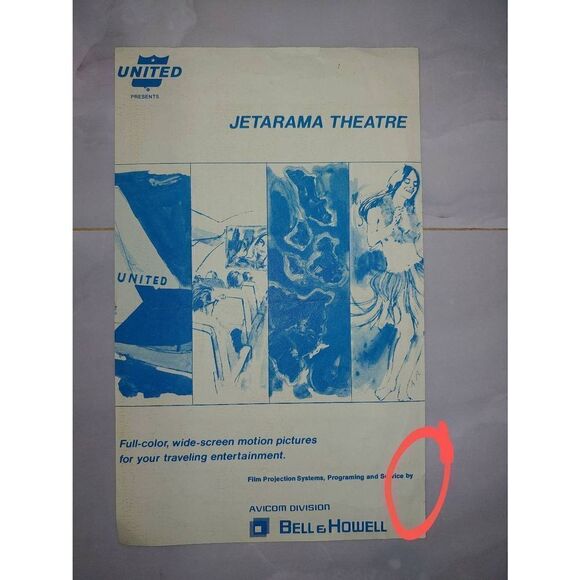 UNITED
PRESENTS
JETARAMA THEATRE
UNITED
Full-color, wide-screen motion pictures
for your traveling entertainment.
Film Projection Systems, Programing and Service by
AVICOM DIVISION
BELL & HOWELL